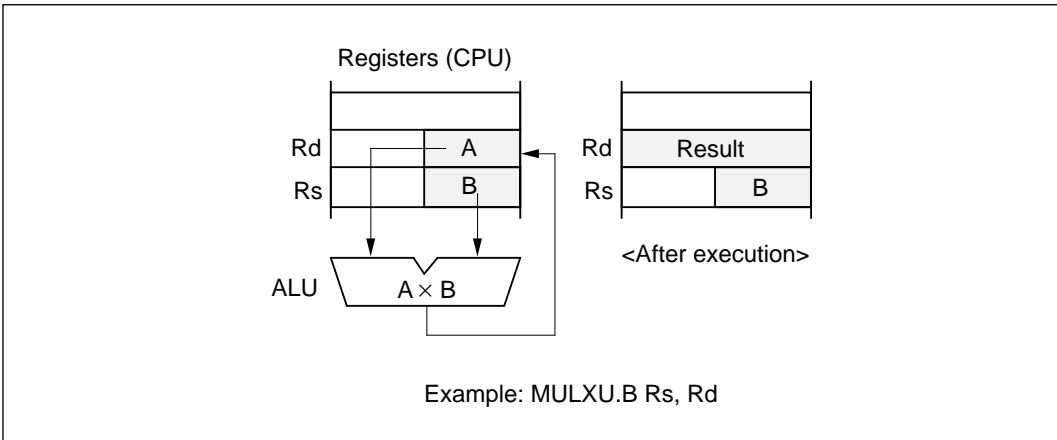 Registers (CPU)
Rd
A
Rs
B
ALU
A × B
Rd
Result
Rs
B
<After execution>
Example: MULXU.B Rs, Rd